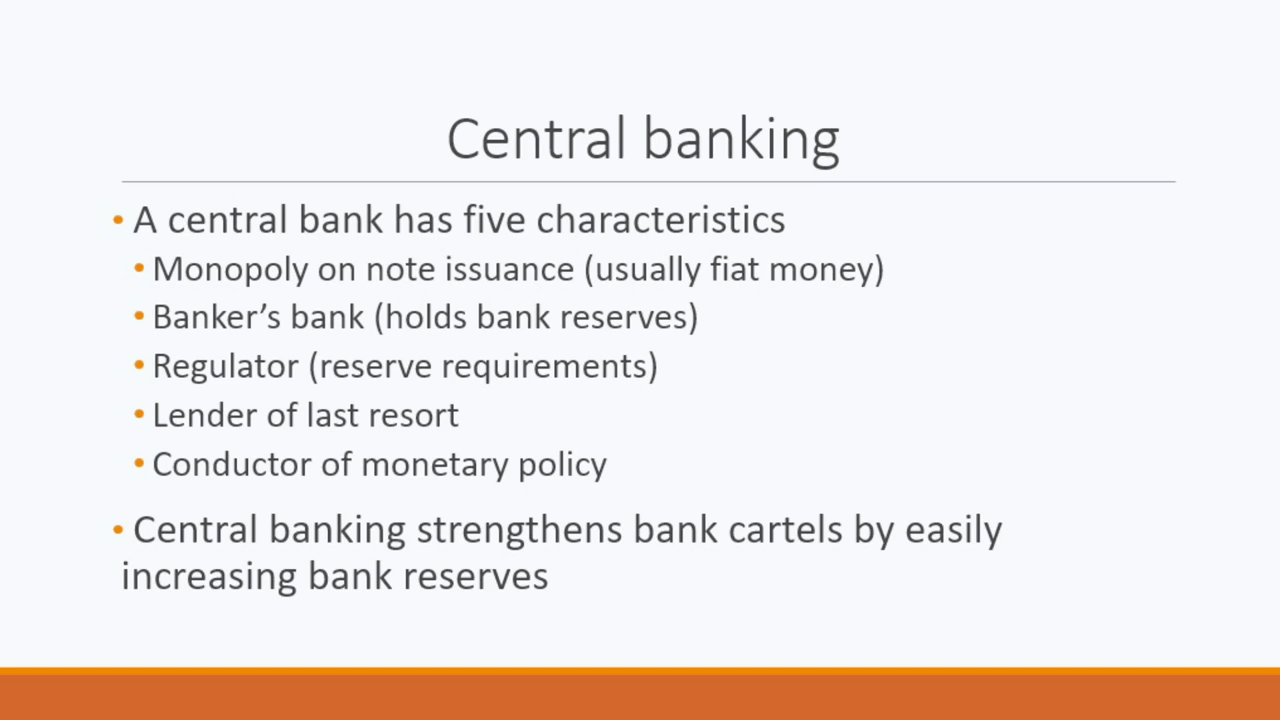 Central banking
• A central bank has five characteristics
• Monopoly on note issuance (usually fiat money)
• Banker’s bank (holds bank reserves)
• Regulator (reserve requirements)
• Lender of last resort
• Conductor of monetary policy
• Central banking strengthens bank cartels by easily
increasing bank reserves